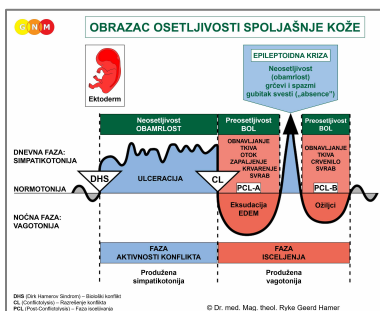 GNM
OBRAZAC OSETLJIVOSTI SPOLJAŠNJE KOŽE
EPILEPTOIDNA KRIZA
Neosetljivost
(obamrlost)
grčevi i spazmi
gubitak svesti („absence")
Ektoderm
Neosetljivost
OBAMRLOST
Preosetljivost
BOL
Preosetljivost
BOL
DNEVNA FAZA:
SIMPATIKOTONIJA
OBNAVLJANJE
TKIVA
OTOK
ZAPALJENJE
KRVARENJE
SVRAB
OBNAVLJANJE
TKIVA
CRVENILO
SVRAB
DHS
ULCERACIJA
CL
PCL-A
PCL-B
NORMOTONIJA
NOĆNA FAZA:
VAGOTONIJA
Eksudacija
EDEM
Ožiljci
FAZA
AKTIVNOSTI KONFLIKTA
FAZA
ISCELJENJA
Produžena
simpatikotonija
Produžena
vagotonija
DHS (Dirk Hamerov Sindrom) – Biološki konflikt
CL (Conflictolysis) – Razrešenje konflikta
PCL (Post-Conflictolysis) – Faza isceljivanja
© Dr. med. Mag. theol. Ryke Geerd Hamer